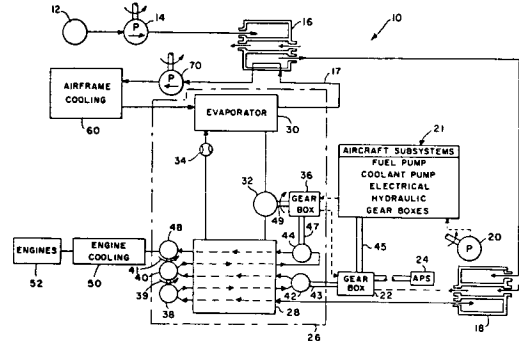 12
14
P
16
10
70
P
17
AIRFRAME
COOLING
60
EVAPORATOR
30
34
21
AIRCRAFT SUBSYSTEMS
FUEL PUMP
COOLANT PUMP
ELECTRICAL
HYDRAULIC
GEAR BOXES
32
49
36
GEAR
BOX
47
44
48
ENGINES
52
ENGINE
COOLING
50
41
40
39
38
42
43
28
26
45
GEAR
BOX
22
24
APS
P
20
18